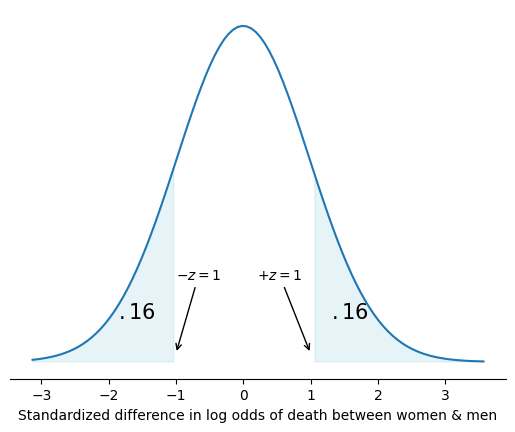 −z = 1
+z = 1
.16
.16
−3 −2 −1 0 1 2 3
Standardized difference in log odds of death between women & men